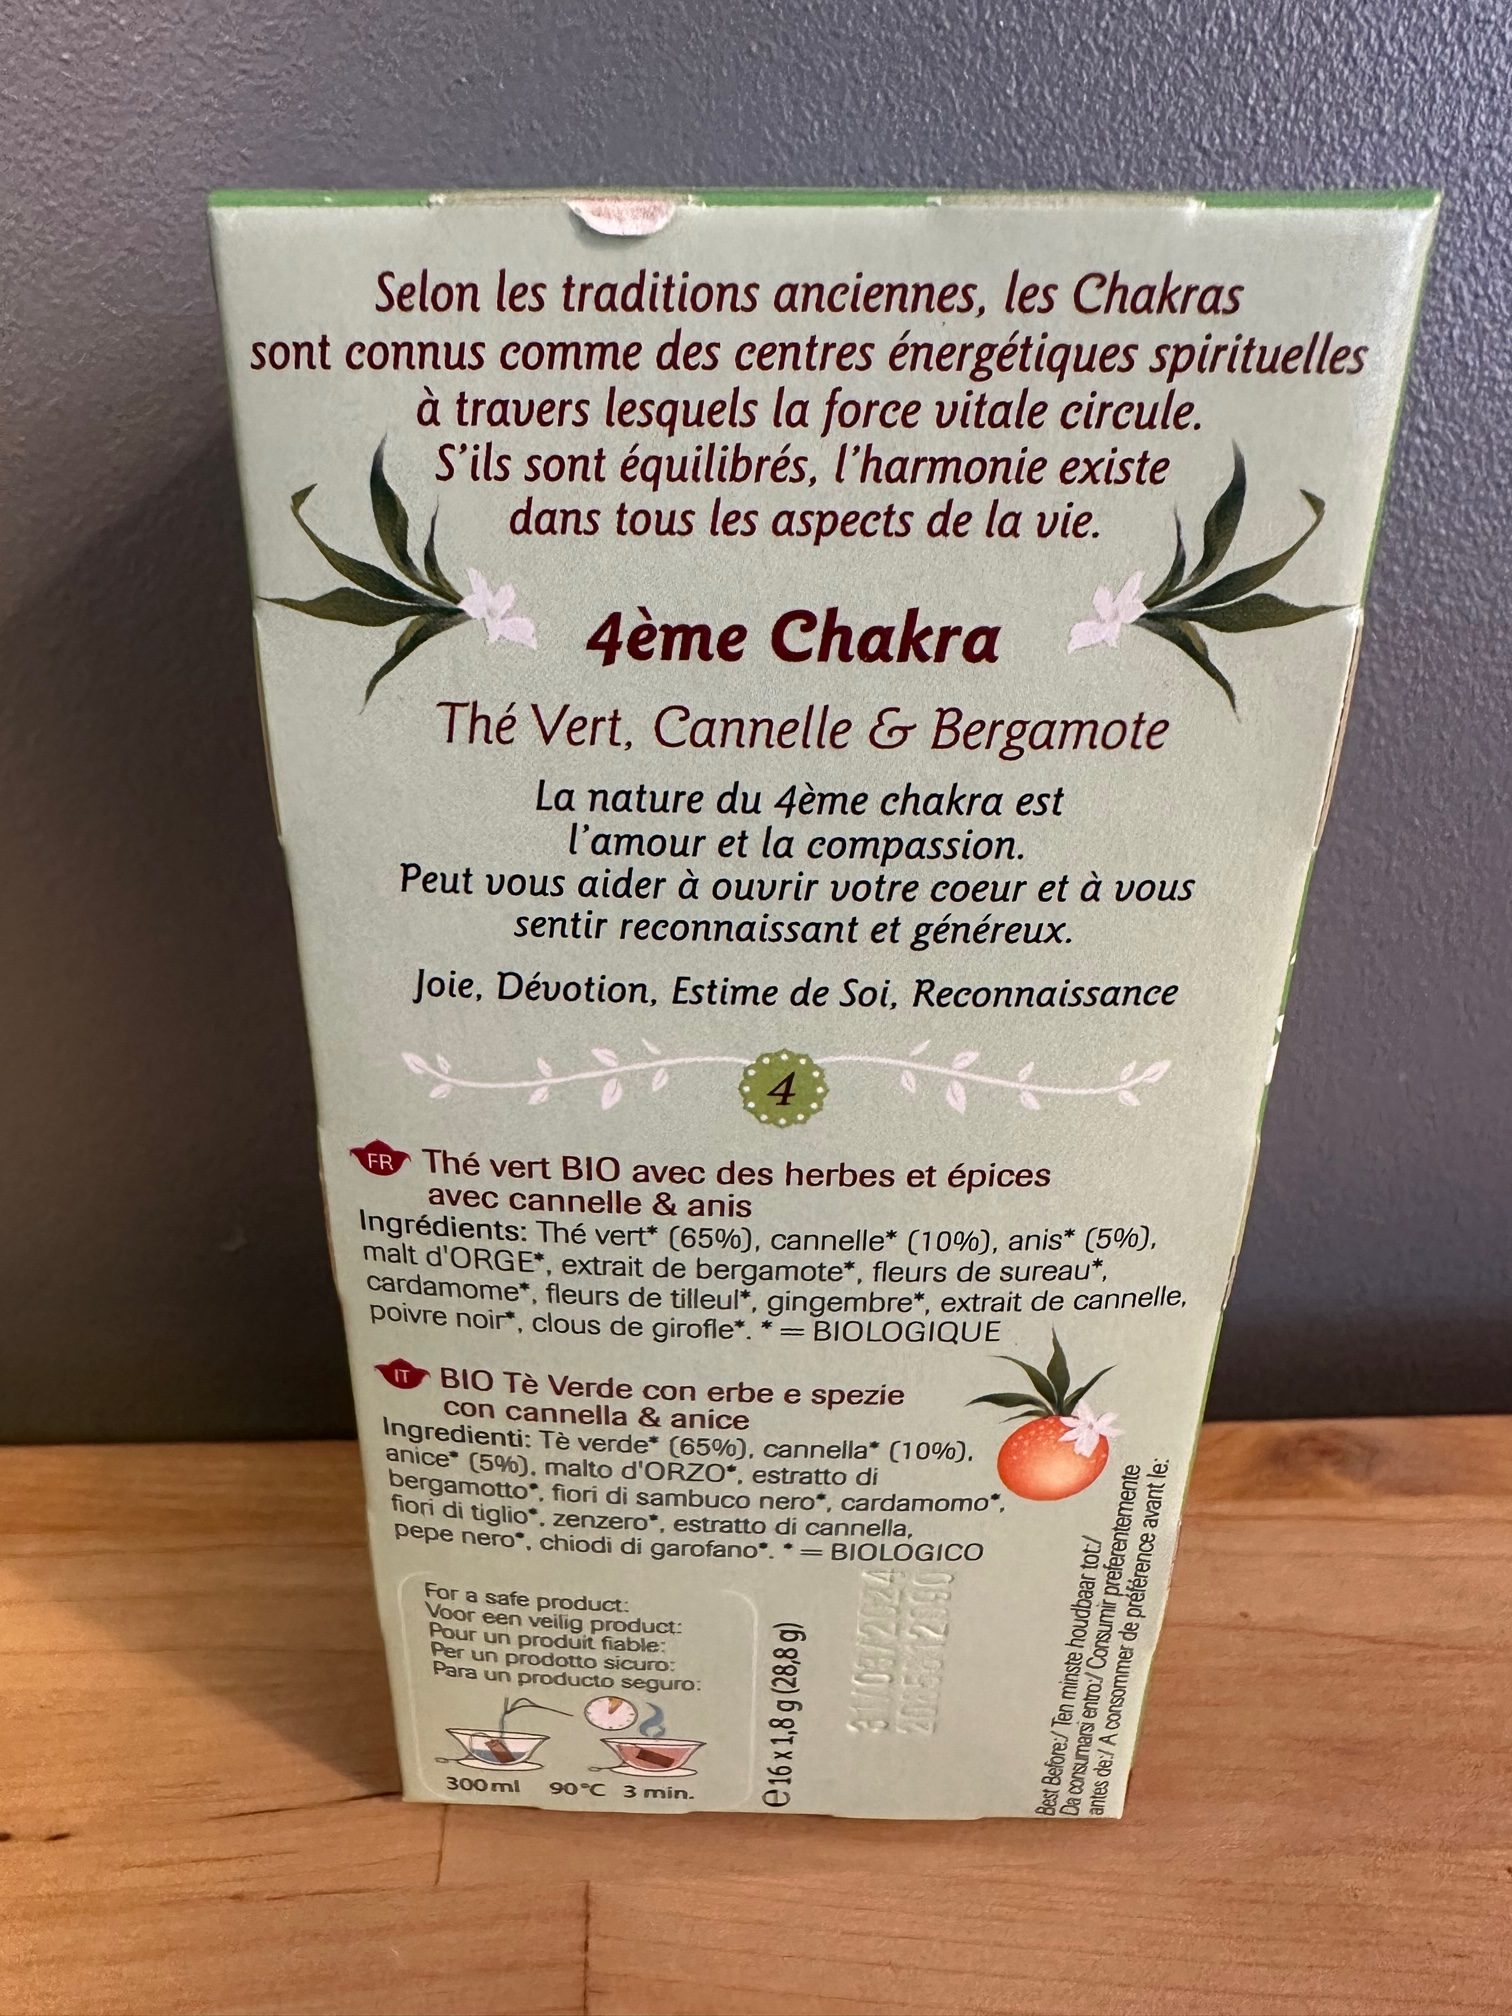 Selon les traditions anciennes, les Chakras
sont connus comme des centres énergétiques spirituelles
à travers lesquels la force vitale circule.
S'ils sont équilibrés, l'harmonie existe
dans tous les aspects de la vie.
4ème Chakra
Thé Vert, Cannelle & Bergamote
La nature du 4ème chakra est
l'amour et la compassion.
Peut vous aider à ouvrir votre coeur et à vous
sentir reconnaissant et généreux.
Joie, Dévotion, Estime de Soi, Reconnaissance
4
FR Thé vert BIO avec des herbes et épices
avec cannelle & anis
Ingrédients: Thé vert* (65%), cannelle* (10%), anis* (5%),
malt d'ORGE*, extrait de bergamote*, fleurs de sureau*,
cardamome*, fleurs de tilleul*, gingembre*, extrait de cannelle,
poivre noir*, clous de girofle*. * = BIOLOGIQUE
IT BIO Tè Verde con erbe e spezie
con cannella & anice
Ingredienti: Tè verde* (65%), cannella* (10%),
anice* (5%), malto d'ORZO*, estratto di
bergamotto*, fiori di sambuco nero*, cardamomo*,
fiori di tiglio*, zenzero*, estratto di cannella,
pepe nero*, chiodi di garofano*. * = BIOLOGICO
For a safe product:
Voor een veilig product:
Pour un produit fiable:
Per un prodotto sicuro:
Para un producto seguro:
300 ml 90°C 3 min.
℮ 16 x 1,8 g (28,8 g)
31/03/2024
Best Before:/ Ten minste houdbaar tot:/
Da consumarsi entro:/ Consumir preferentemente
antes de:/ A consommer de préférence avant le: